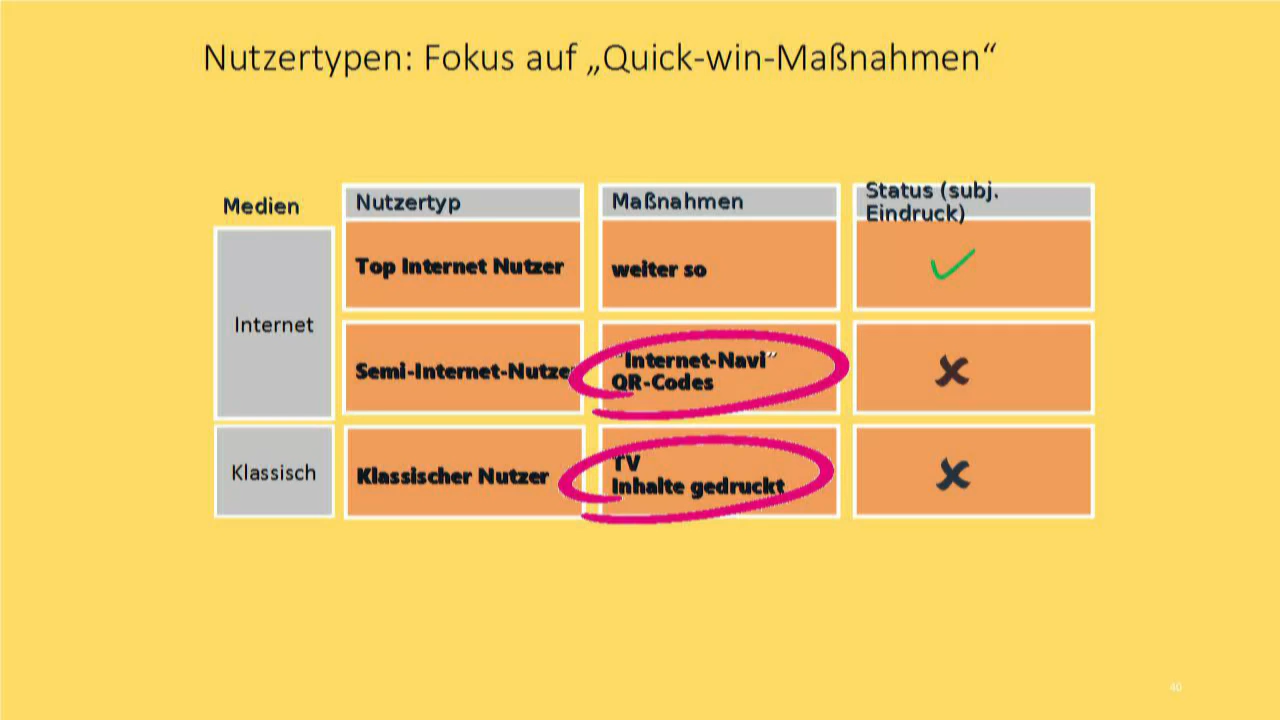 Nutzertypen: Fokus auf „Quick-win-Maßnahmen“
Medien
Nutzertyp
Maßnahmen
Status (subj.
Eindruck)
Internet
Top Internet Nutzer
weiter so
Semi-Internet-Nutzer
"Internet-Navi"
QR-Codes
Klassisch
Klassischer Nutzer
TV
Inhalte gedruckt
40